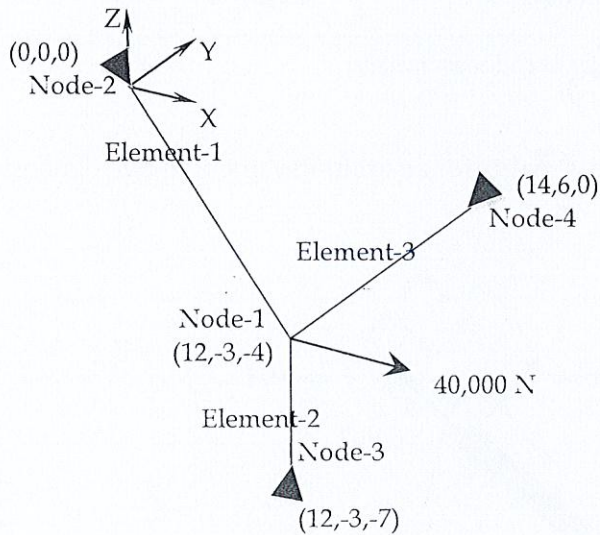 Z
(0,0,0)
Y
Node-2
X
Element-1
(14,6,0)
Node-4
Element-3
Node-1
(12,-3,-4)
40,000 N
Element-2
Node-3
(12,-3,-7)